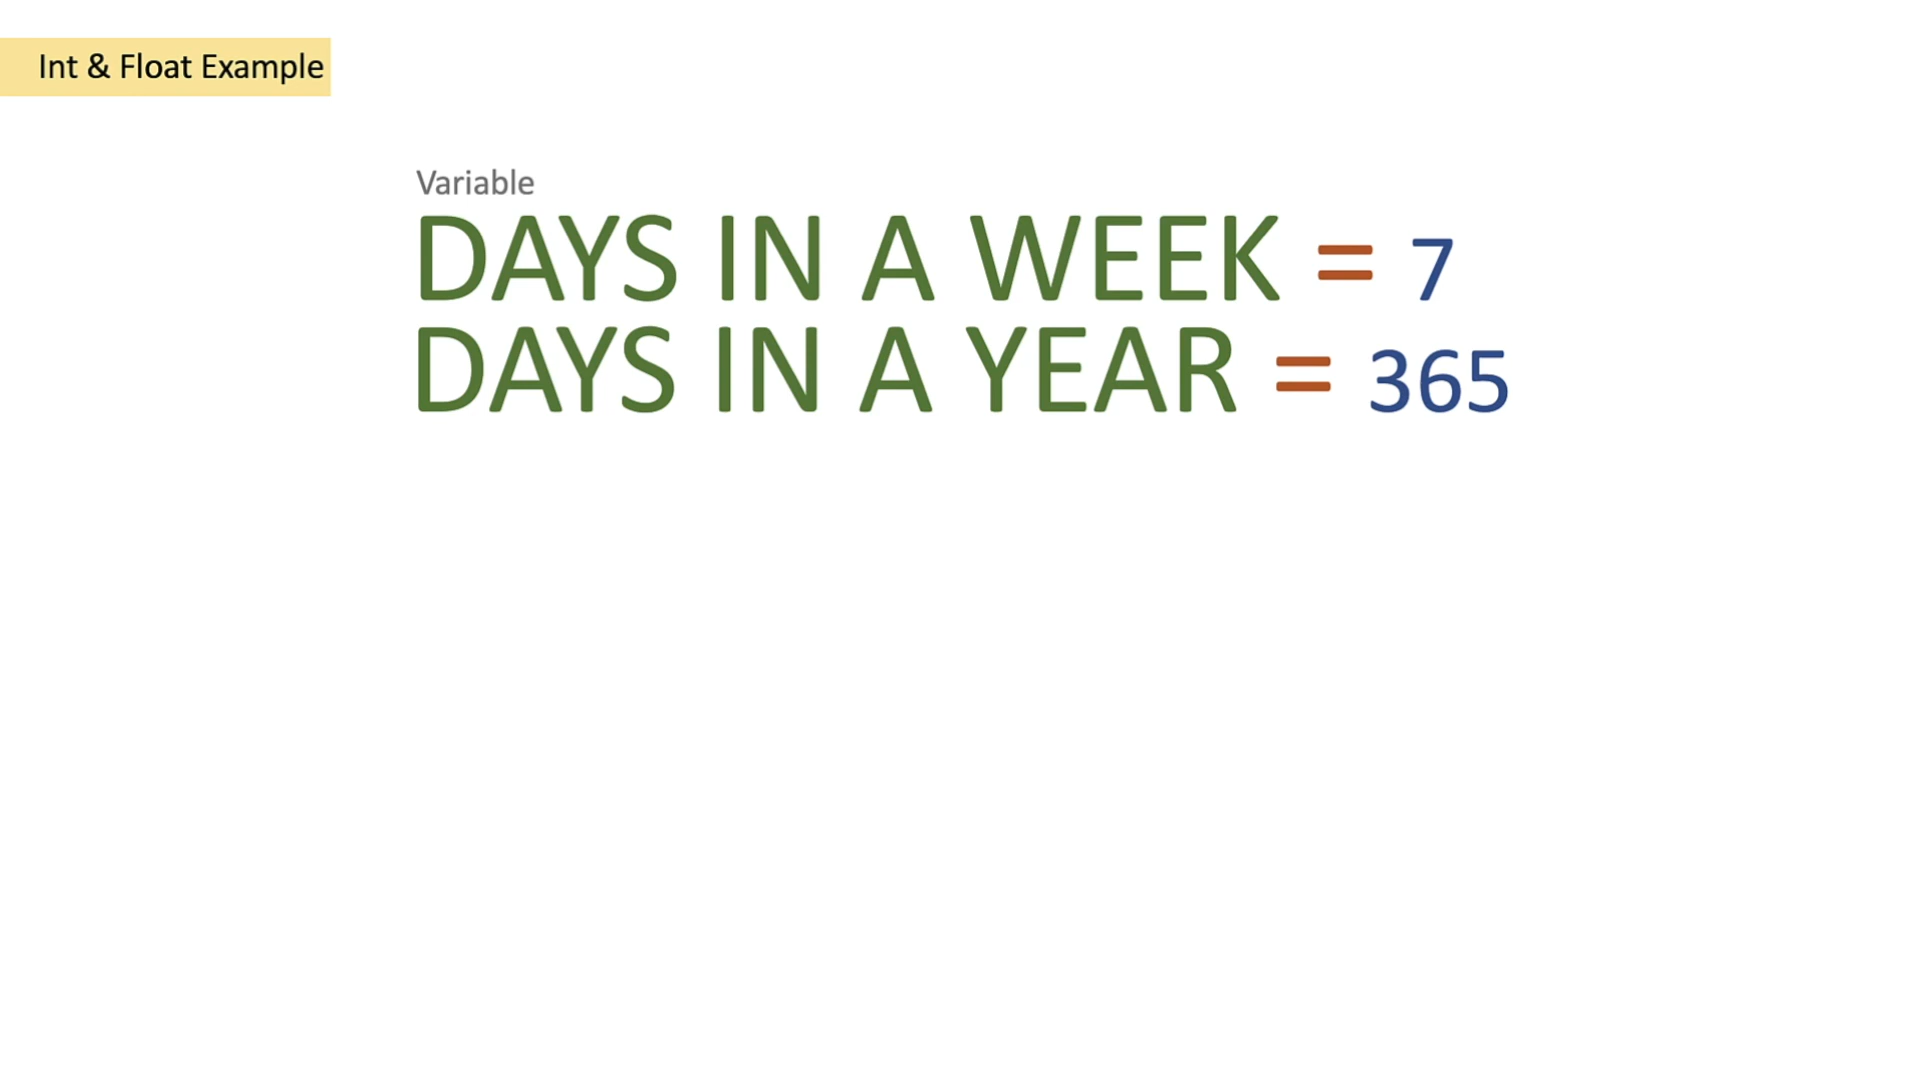 Int & Float Example
Variable
DAYS IN A WEEK = 7
DAYS IN A YEAR = 365